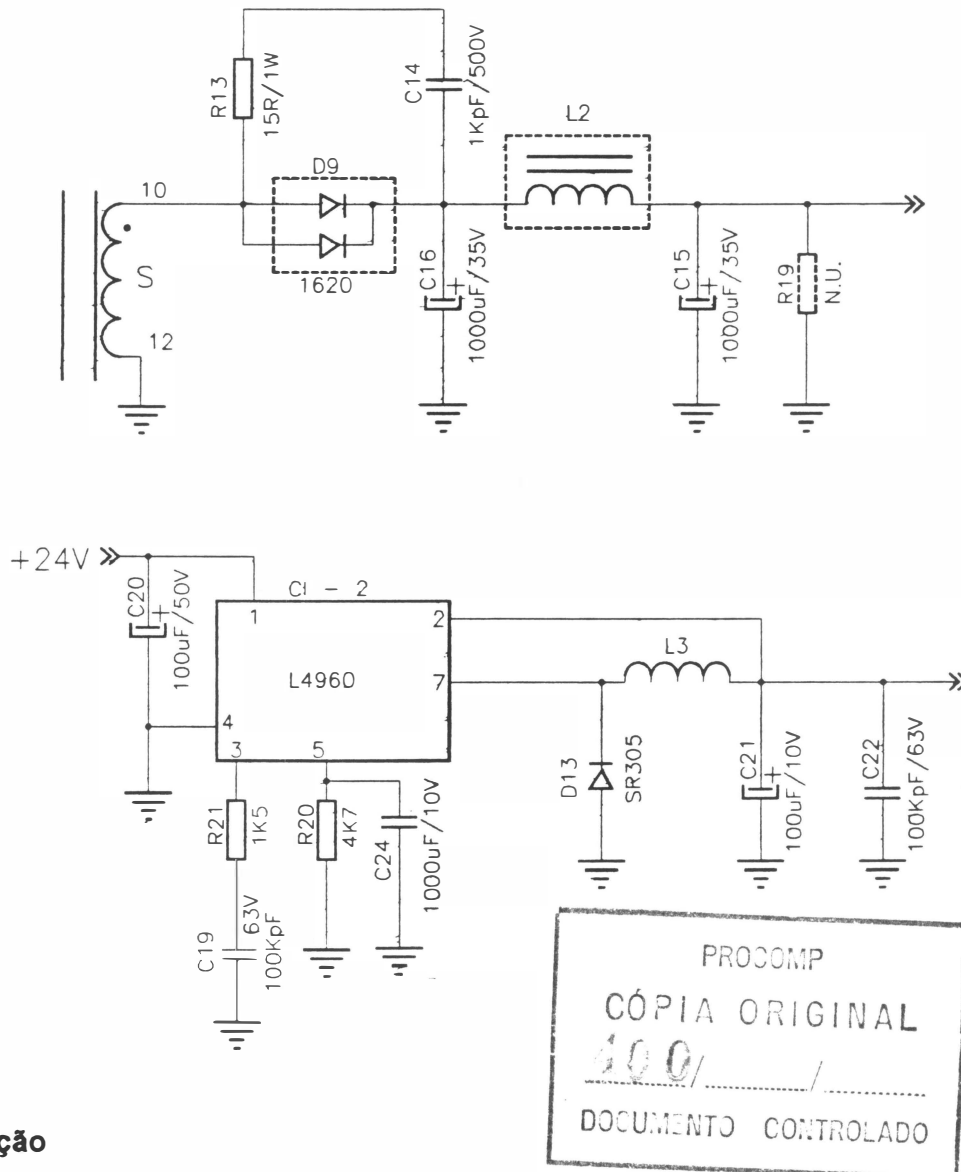 R13
15R/1W
C14
1KpF/500V
L2
D9
10
1620
S
12
C16
+
1000uF/35V
C15
+
1000uF/35V
R19
N.U.
+24V
C20
+
100uF/50V
CI - 2
1
2
L4960
7
4
3
5
L3
R21
1K5
R20
4K7
C24
1000uF/10V
D13
SR305
C21
+
100uF/10V
C22
100KpF/63V
C19
63V
100KpF
PROCOMP
CÓPIA ORIGINAL
400/ /
DOCUMENTO CONTROLADO
ção